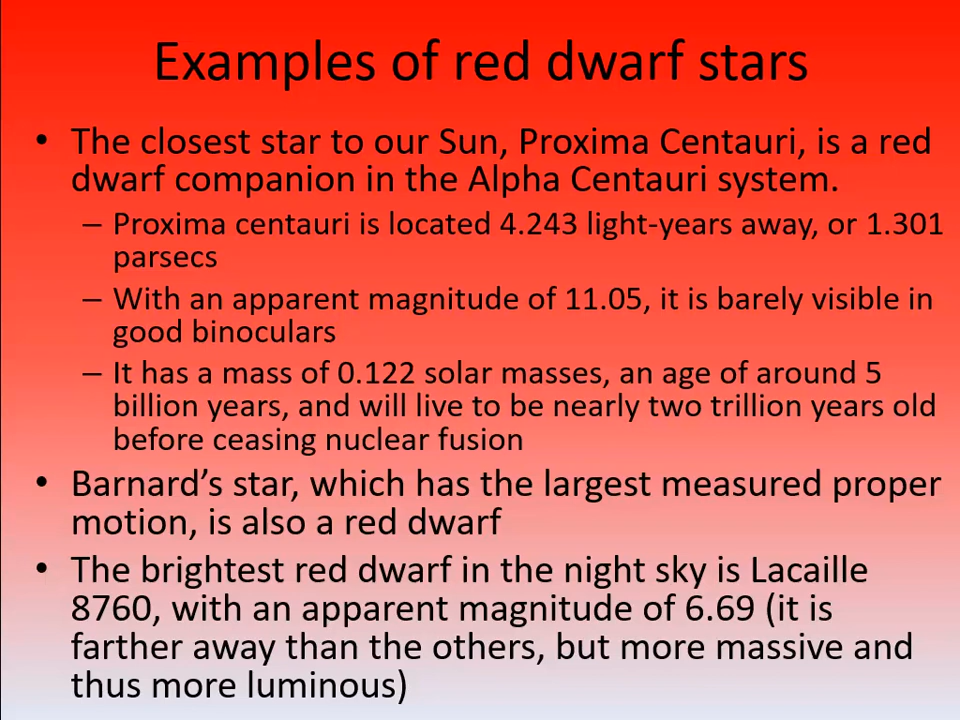 Examples of red dwarf stars
• The closest star to our Sun, Proxima Centauri, is a red
dwarf companion in the Alpha Centauri system.
– Proxima centauri is located 4.243 light-years away, or 1.301
parsecs
– With an apparent magnitude of 11.05, it is barely visible in
good binoculars
– It has a mass of 0.122 solar masses, an age of around 5
billion years, and will live to be nearly two trillion years old
before ceasing nuclear fusion
• Barnard’s star, which has the largest measured proper
motion, is also a red dwarf
• The brightest red dwarf in the night sky is Lacaille
8760, with an apparent magnitude of 6.69 (it is
farther away than the others, but more massive and
thus more luminous)